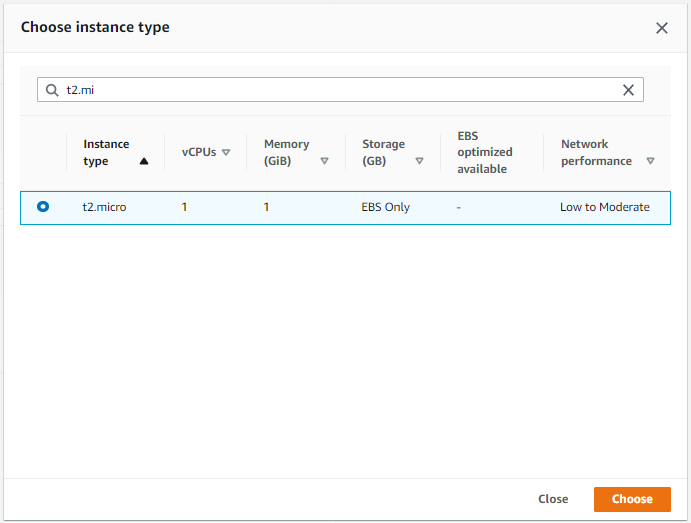 Choose instance type
t2.mi
Instance type
vCPUs
Memory (GiB)
Storage (GB)
EBS optimized available
Network performance
t2.micro 1 1 EBS Only - Low to Moderate
Close Choose